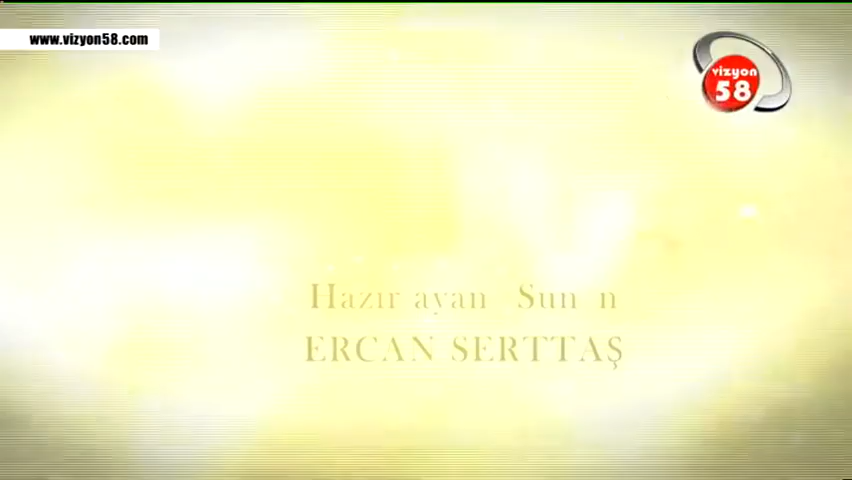 www.vizyon58.com
vizyon
58
Hazır ayan Sun n
ERCAN SERTTAŞ